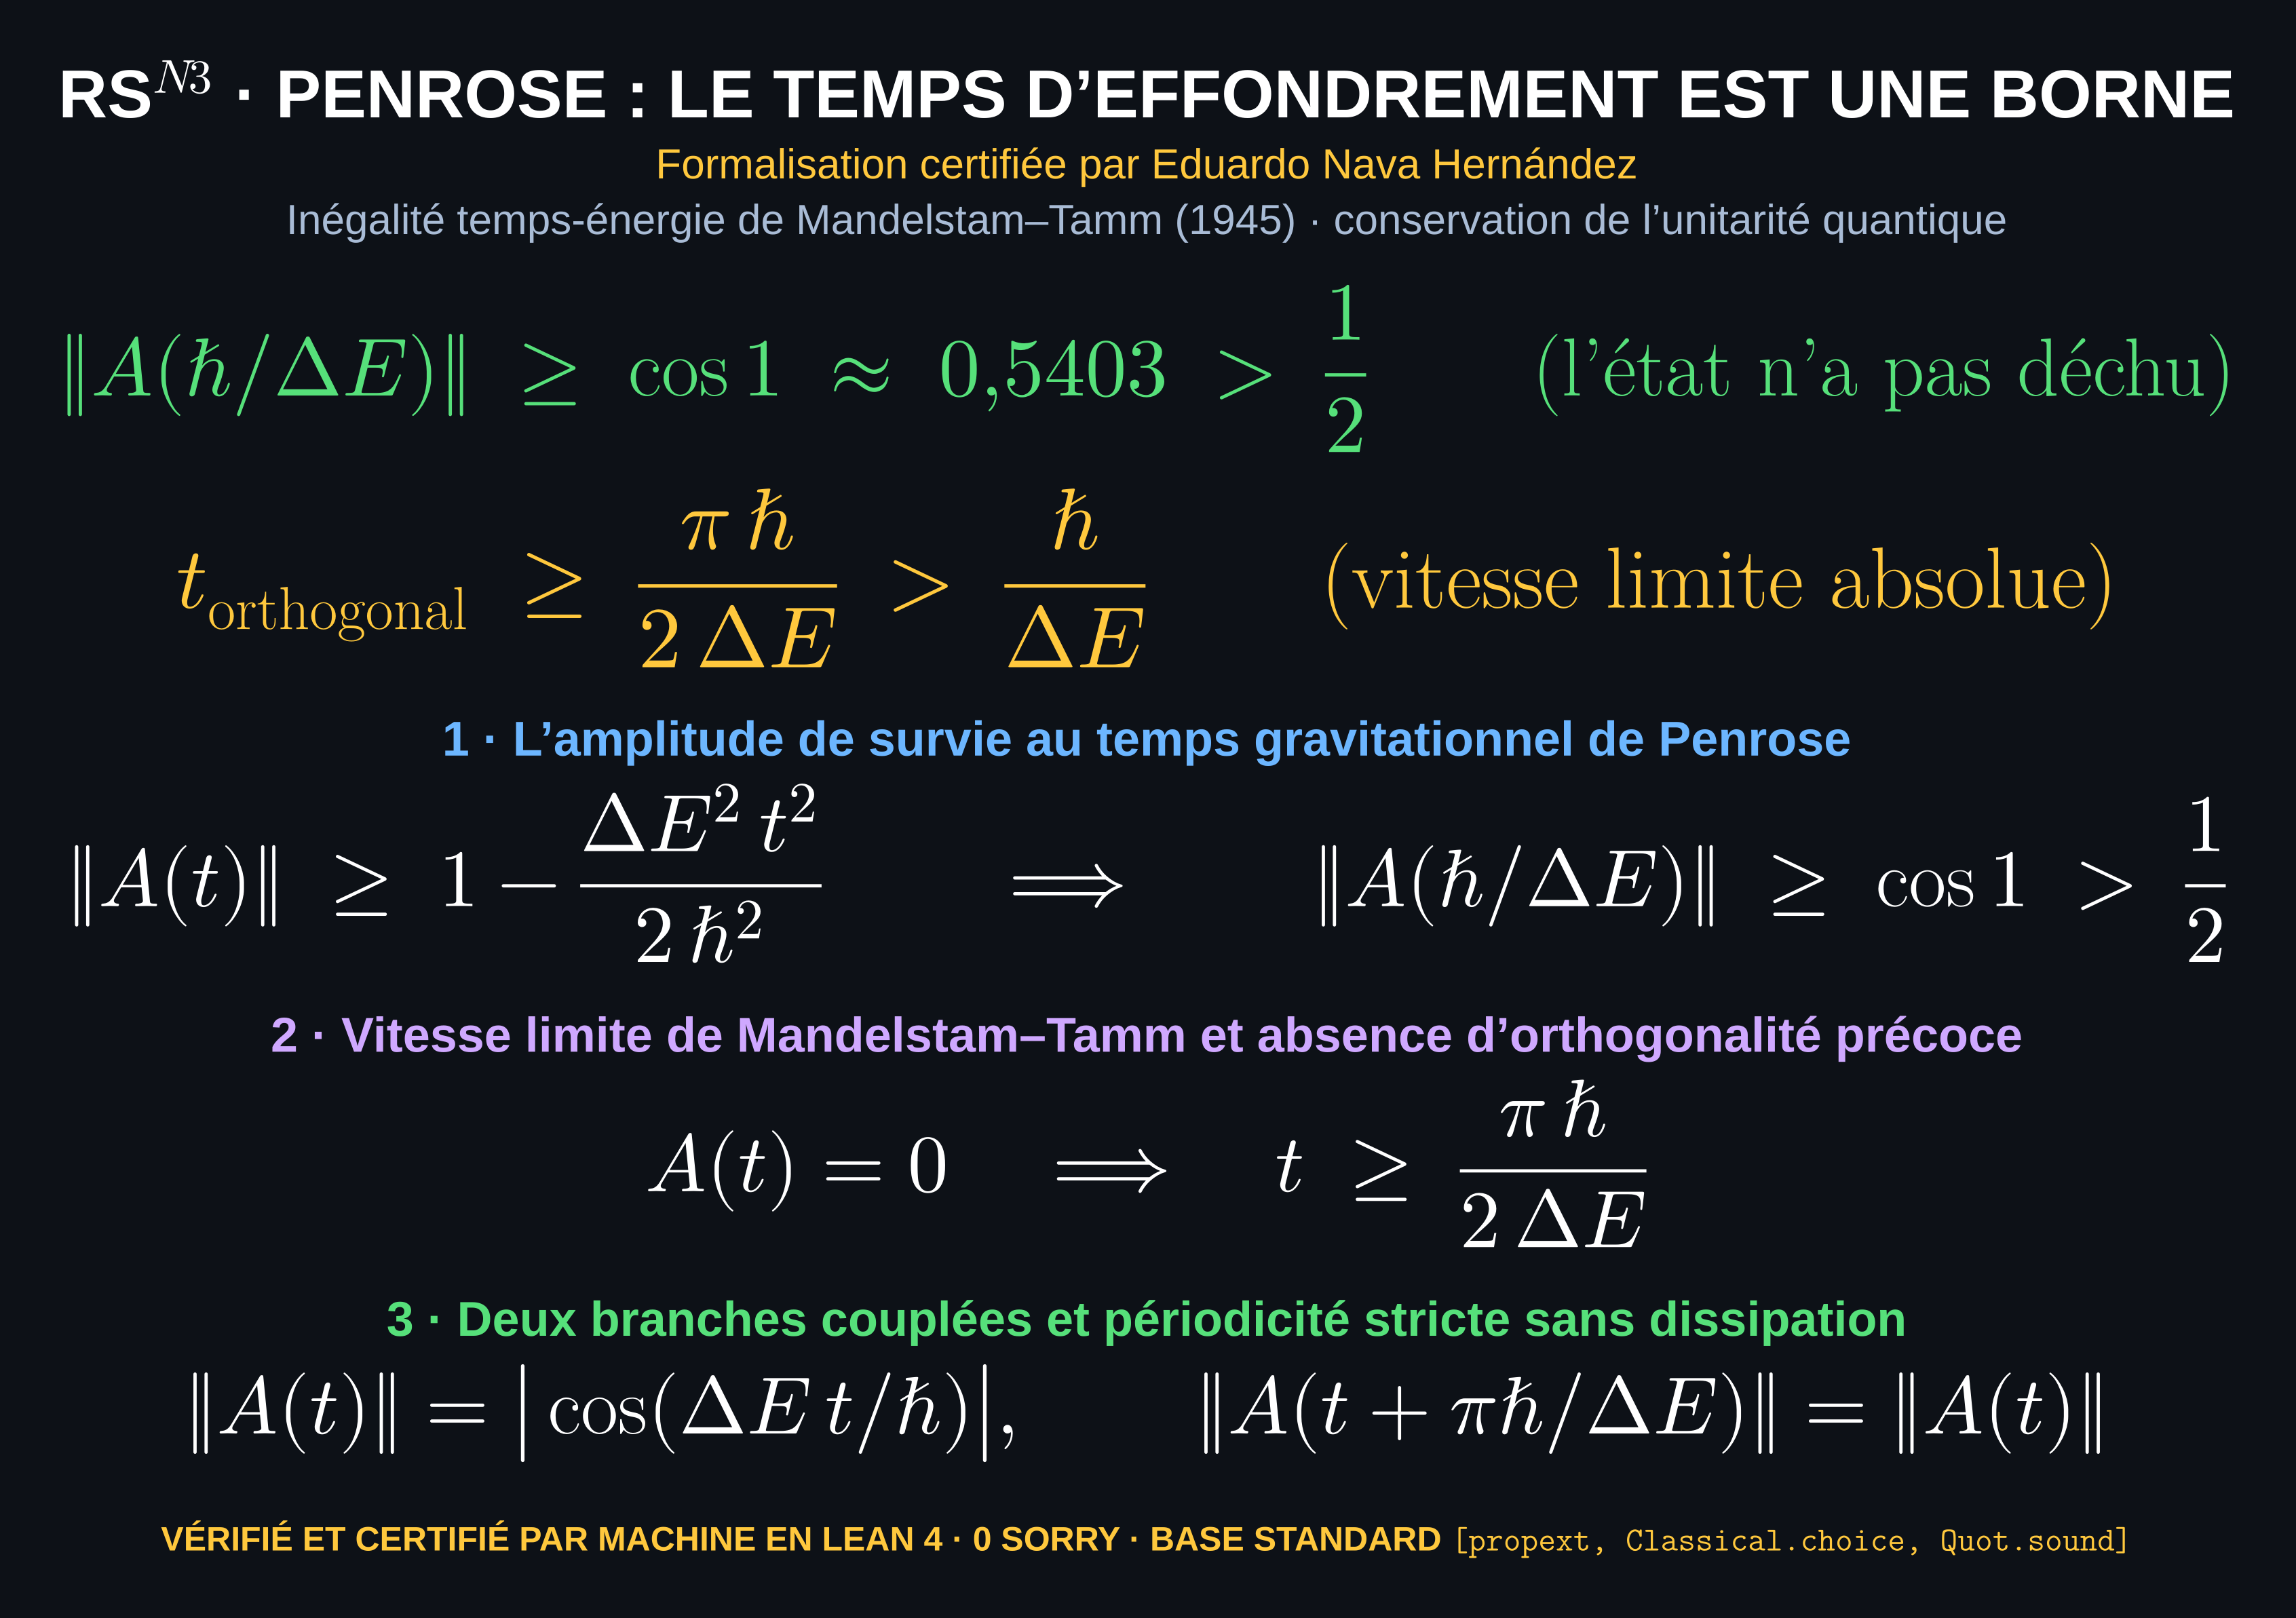 RS^N3 · PENROSE : LE TEMPS D’EFFONDREMENT EST UNE BORNE
Formalisation certifiée par Eduardo Nava Hernández
Inégalité temps-énergie de Mandelstam–Tamm (1945) · conservation de l’unitarité quantique
‖A(ℏ/ΔE)‖ ≥ cos 1 ≈ 0,5403 > 1/2 (l’état n’a pas déchu)
t_orthogonal ≥ π ℏ / 2 ΔE > ℏ / ΔE (vitesse limite absolue)
1 · L’amplitude de survie au temps gravitationnel de Penrose
‖A(t)‖ ≥ 1 − ΔE² t² / 2 ℏ² ⟹ ‖A(ℏ/ΔE)‖ ≥ cos 1 > 1/2
2 · Vitesse limite de Mandelstam–Tamm et absence d’orthogonalité précoce
A(t) = 0 ⟹ t ≥ π ℏ / 2 ΔE
3 · Deux branches couplées et périodicité stricte sans dissipation
‖A(t)‖ = |cos(ΔE t/ℏ)|, ‖A(t + πℏ/ΔE)‖ = ‖A(t)‖
VÉRIFIÉ ET CERTIFIÉ PAR MACHINE EN LEAN 4 · 0 SORRY · BASE STANDARD [propext, Classical.choice, Quot.sound]